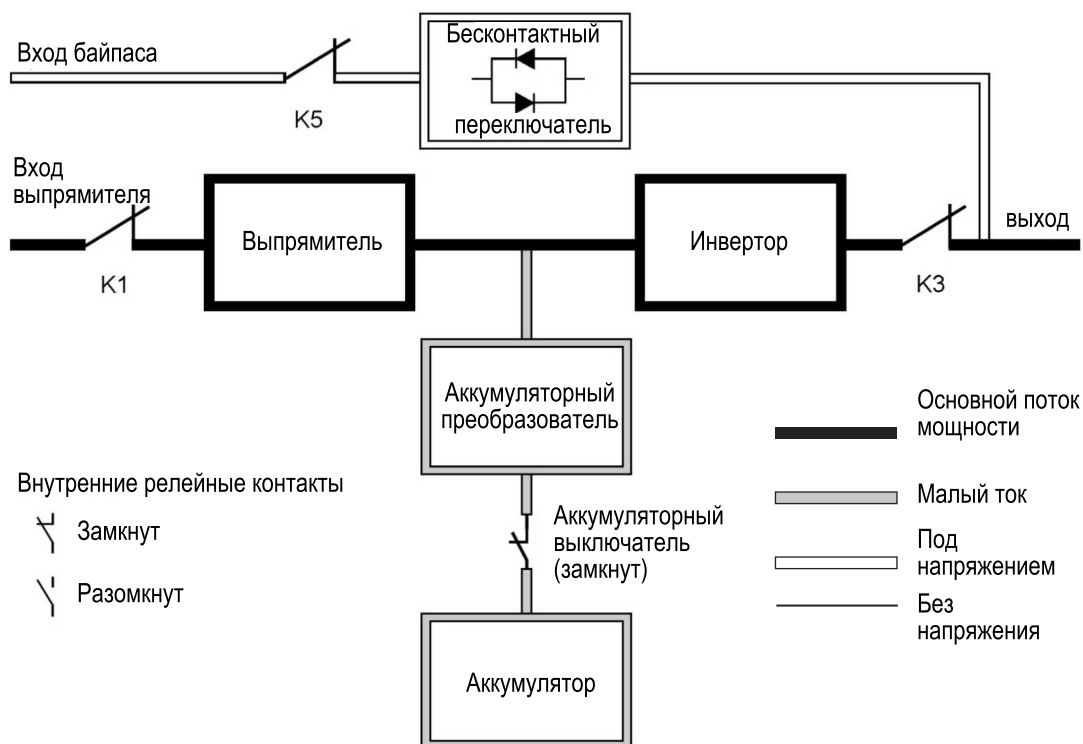 Вход байпаса
Бесконтактный
переключатель
K5
Вход
выпрямителя
K1
Выпрямитель
Инвертор
K3
выход
Аккумуляторный
преобразователь
Основной поток
мощности
Внутренние релейные контакты
Замкнут
Разомкнут
Аккумуляторный
выключатель
(замкнут)
Малый ток
Под
напряжением
Без
напряжения
Аккумулятор